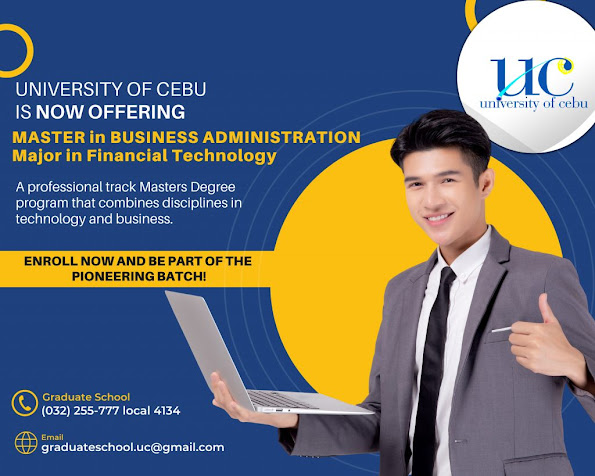 uc
university of cebu
UNIVERSITY OF CEBU
IS NOW OFFERING
MASTER in BUSINESS ADMINISTRATION
Major in Financial Technology
A professional track Masters Degree
program that combines disciplines in
technology and business.
ENROLL NOW AND BE PART OF THE
PIONEERING BATCH!
Graduate School
(032) 255-777 local 4134
Email
graduateschool.uc@gmail.com